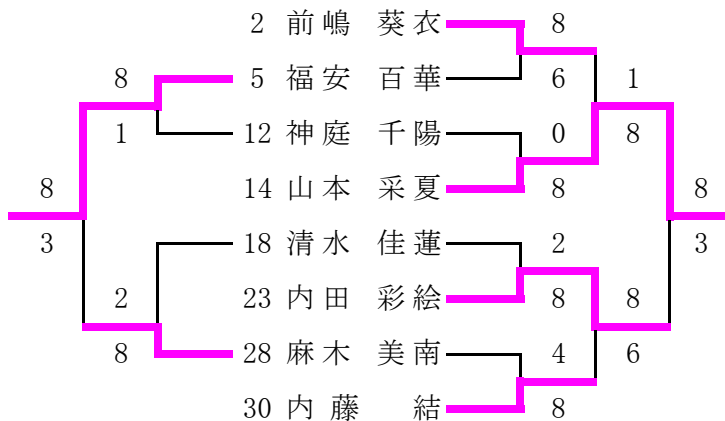 2 前嶋 葵衣 8
8 5 福安 百華 6 1
1 12 神庭 千陽 0 8
8 14 山本 采夏 8 8
3 18 清水 佳蓮 2 3
2 23 内田 彩絵 8 8
8 28 麻木 美南 4 6
30 内藤 結 8